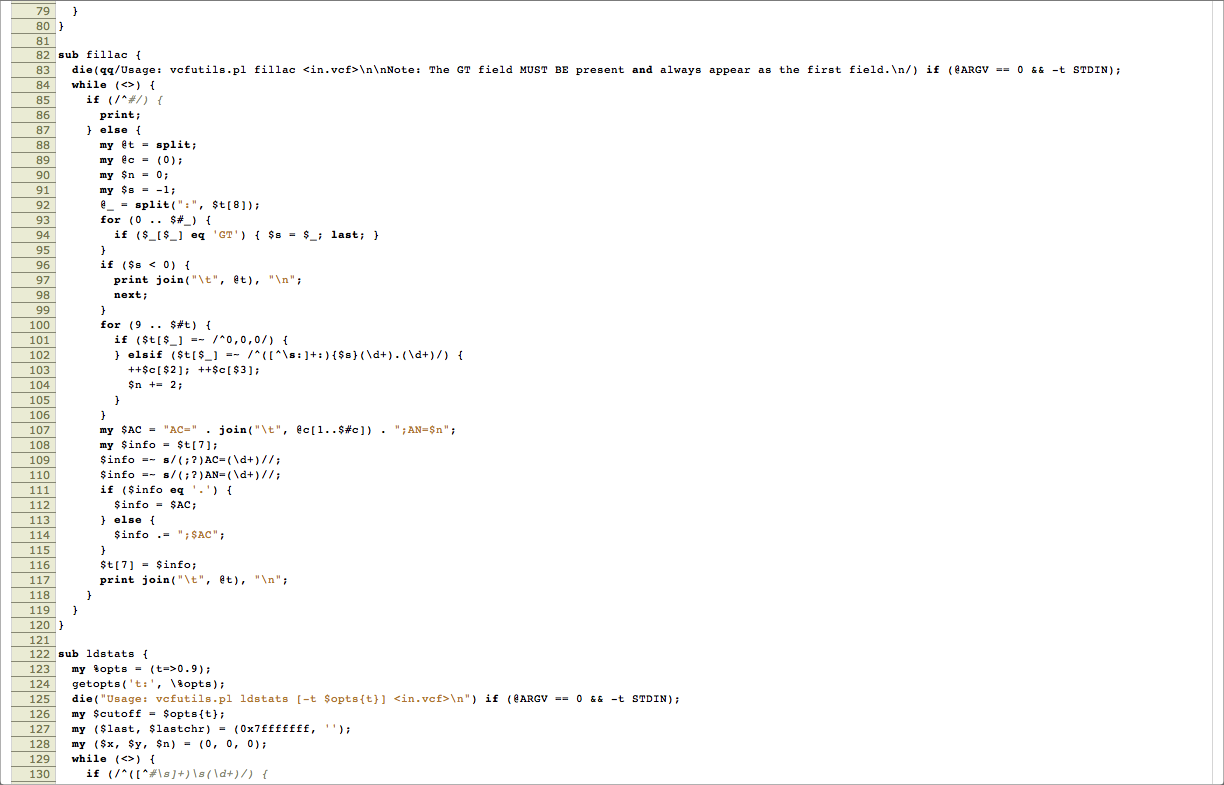 79   }
80 }
81
82 sub fillac {
83   die(qq/Usage: vcfutils.pl fillac <in.vcf>\n\nNote: The GT field MUST BE present and always appear as the first field.\n/) if (@ARGV == 0 && -t STDIN);
84   while (<>) {
85     if (/^#/) {
86       print;
87     } else {
88       my @t = split;
89       my @c = (0);
90       my $n = 0;
91       my $s = -1;
92       @_ = split(":", $t[8]);
93       for (0 .. $#_) {
94         if ($_[$_] eq 'GT') { $s = $_; last; }
95       }
96       if ($s < 0) {
97         print join("\t", @t), "\n";
98         next;
99       }
100       for (9 .. $#t) {
101         if ($t[$_] =~ /^0,0,0/) {
102         } elsif ($t[$_] =~ /^([^\s:]+:){$s}(\d+).(\d+)/) {
103           ++$c[$2]; ++$c[$3];
104           $n += 2;
105         }
106       }
107       my $AC = "AC=" . join("\t", @c[1..$#c]) . ";AN=$n";
108       my $info = $t[7];
109       $info =~ s/(;?)AC=(\d+)//;
110       $info =~ s/(;?)AN=(\d+)//;
111       if ($info eq '.') {
112         $info = $AC;
113       } else {
114         $info .= ";$AC";
115       }
116       $t[7] = $info;
117       print join("\t", @t), "\n";
118     }
119   }
120 }
121
122 sub ldstats {
123   my %opts = (t=>0.9);
124   getopts('t:', \%opts);
125   die("Usage: vcfutils.pl ldstats [-t $opts{t}] <in.vcf>\n") if (@ARGV == 0 && -t STDIN);
126   my $cutoff = $opts{t};
127   my ($last, $lastchr) = (0x7fffffff, '');
128   my ($x, $y, $n) = (0, 0, 0);
129   while (<>) {
130     if (/^([^#\s]+)\s(\d+)/) {